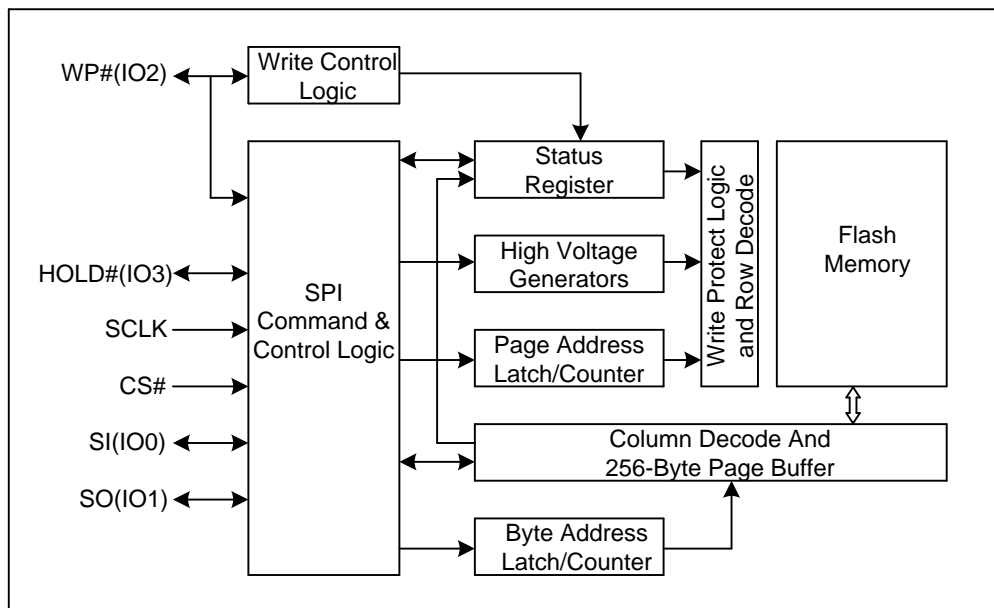 WP#(IO2)
Write Control
Logic
HOLD#(IO3)
SCLK
CS#
SI(IO0)
SO(IO1)
SPI
Command &
Control Logic
Status
Register
High Voltage
Generators
Page Address
Latch/Counter
Write Protect Logic
and Row Decode
Flash
Memory
Column Decode And
256-Byte Page Buffer
Byte Address
Latch/Counter